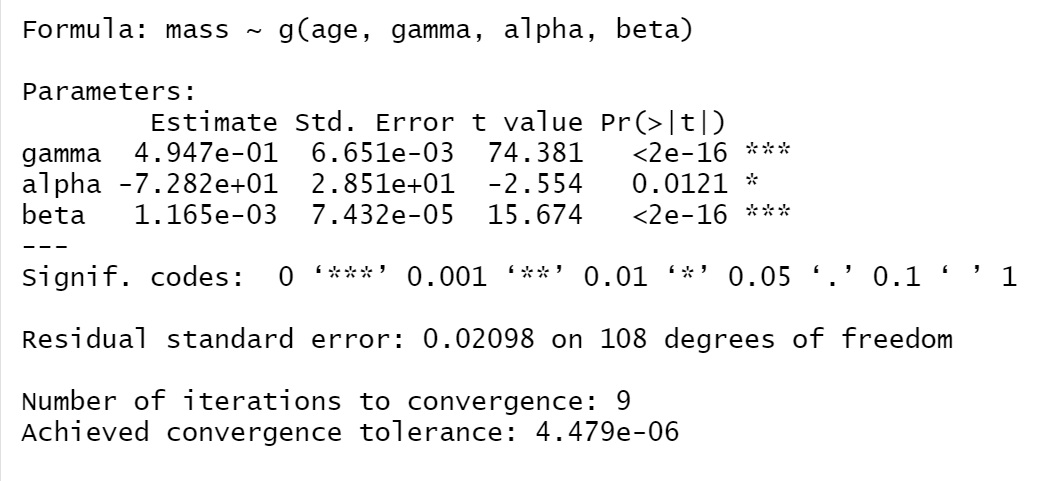 Formula: mass ~ g(age, gamma, alpha, beta)
Parameters:
Estimate Std. Error t value Pr(>|t|)
gamma 4.947e-01 6.651e-03 74.381 <2e-16 ***
alpha -7.282e+01 2.851e+01 -2.554 0.0121 *
beta 1.165e-03 7.432e-05 15.674 <2e-16 ***
---
Signif. codes: 0 ‘***’ 0.001 ‘**’ 0.01 ‘*’ 0.05 ‘.’ 0.1 ‘ ’ 1
Residual standard error: 0.02098 on 108 degrees of freedom
Number of iterations to convergence: 9
Achieved convergence tolerance: 4.479e-06